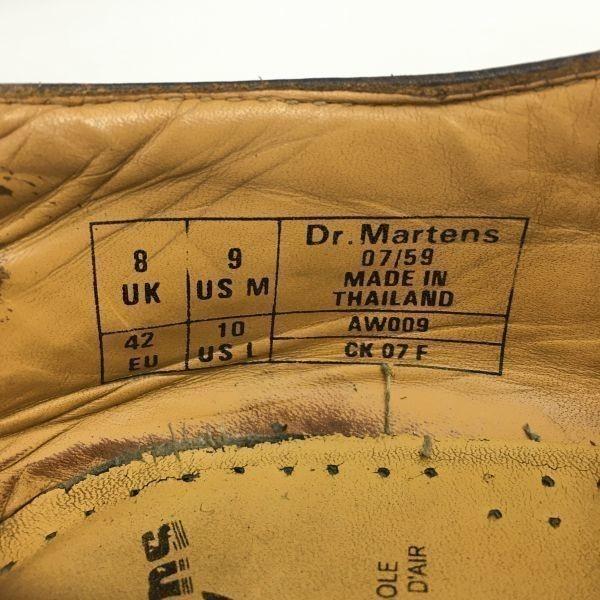 8
UK
9
US M
42
EU
10
US L
Dr. Martens
07/59
MADE IN
THAILAND
AW009
CK 07 F
ns
OLE
D'AIR